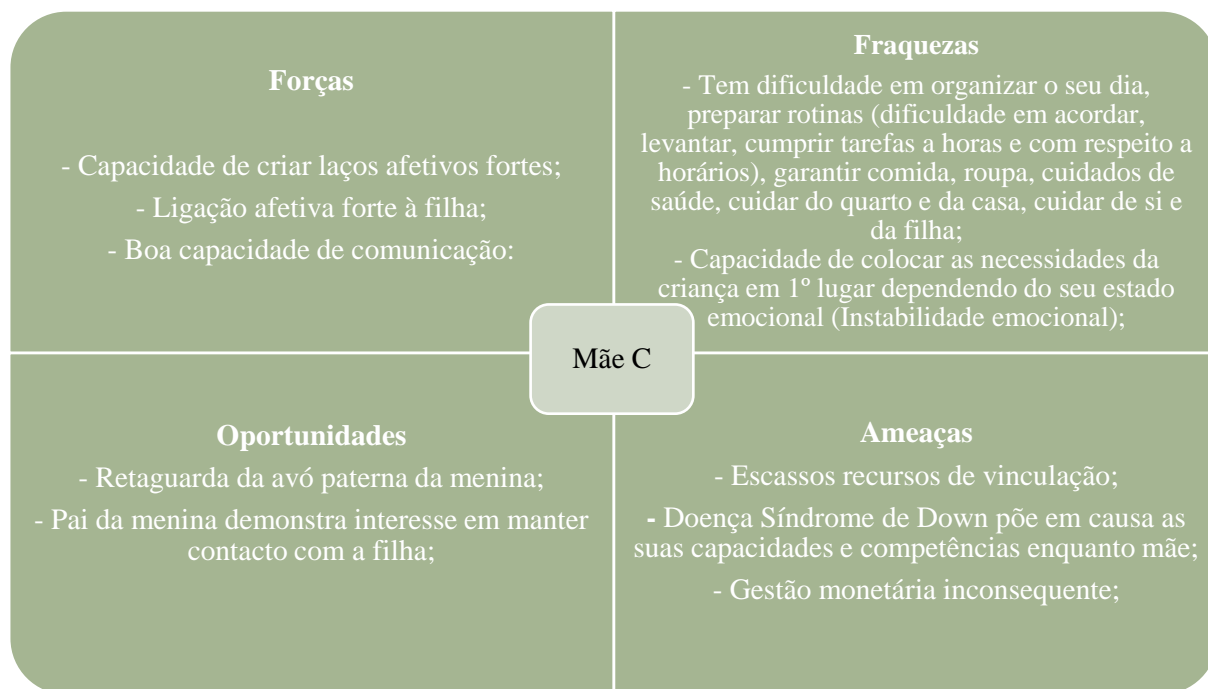 Forças
- Capacidade de criar laços afetivos fortes;
- Ligação afetiva forte à filha;
- Boa capacidade de comunicação:
Fraquezas
- Tem dificuldade em organizar o seu dia,
preparar rotinas (dificuldade em acordar,
levantar, cumprir tarefas a horas e com respeito a
horários), garantir comida, roupa, cuidados de
saúde, cuidar do quarto e da casa, cuidar de si e
da filha;
- Capacidade de colocar as necessidades da
criança em 1º lugar dependendo do seu estado
emocional (Instabilidade emocional);
Mãe C
Oportunidades
- Retaguarda da avó paterna da menina;
- Pai da menina demonstra interesse em manter
contacto com a filha;
Ameaças
- Escassos recursos de vinculação;
- Doença Síndrome de Down põe em causa as
suas capacidades e competências enquanto mãe;
- Gestão monetária inconsequente;